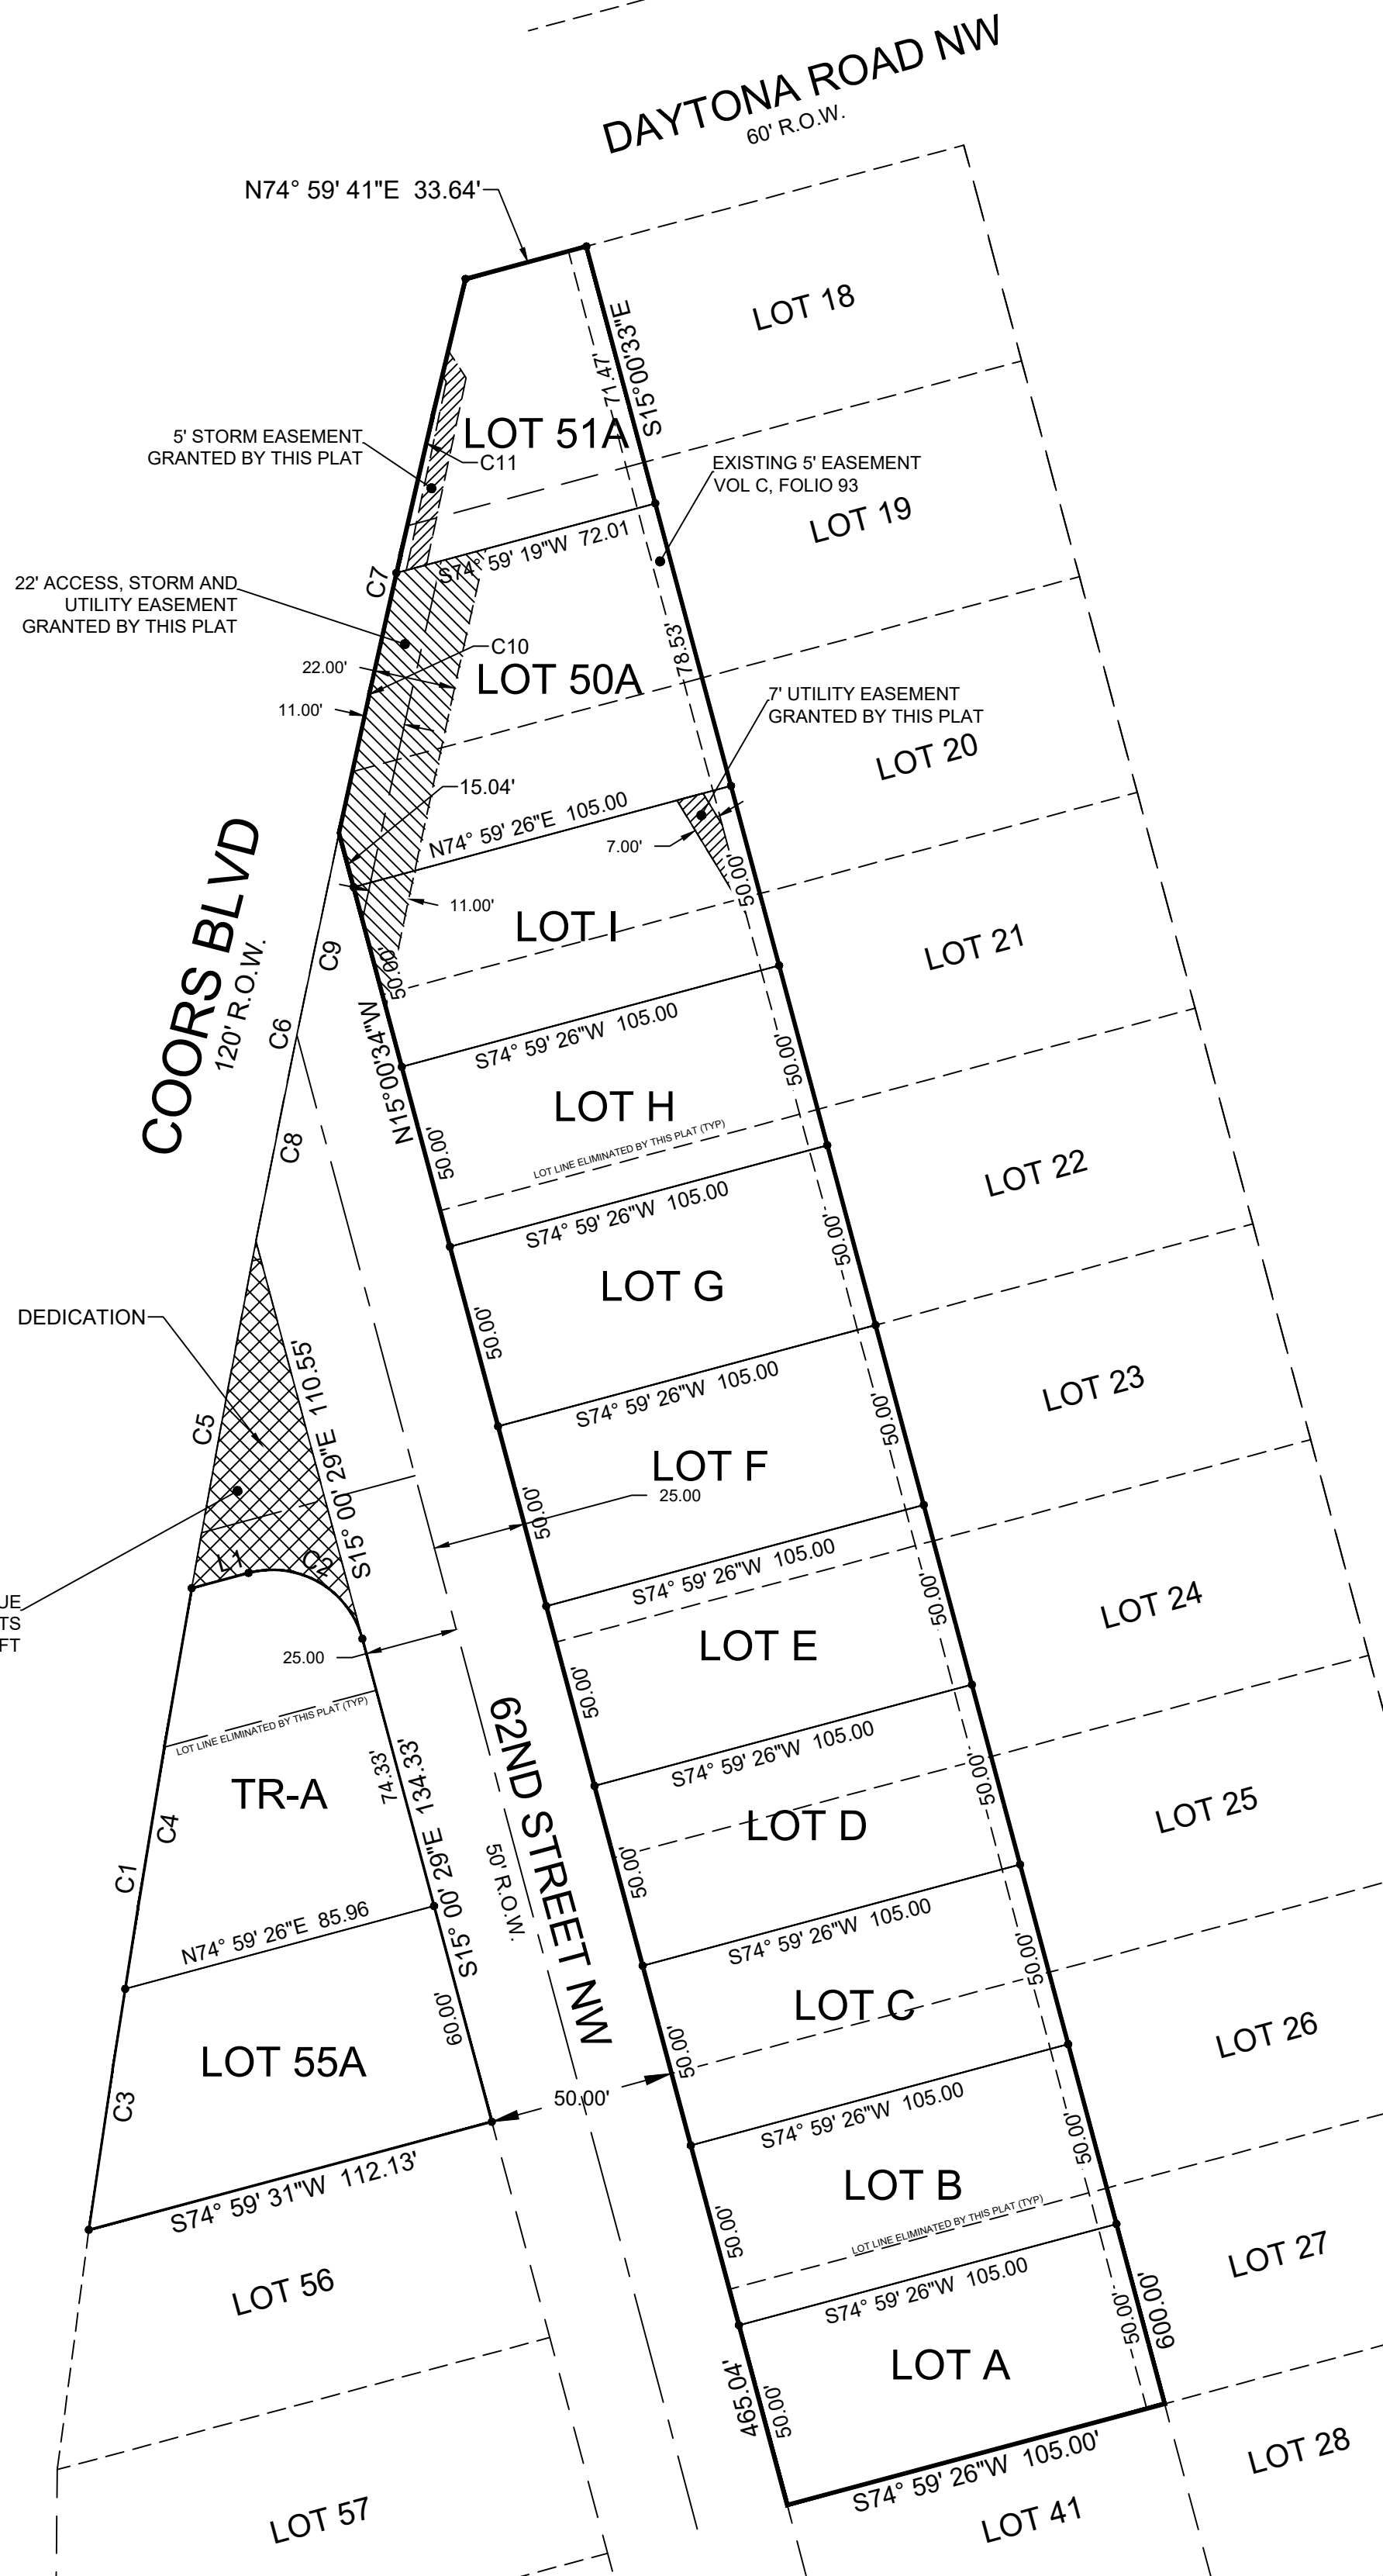 DAYTONA ROAD NW
60' R.O.W.
N74° 59' 41"E 33.64'
LOT 18
S15°00'33"E
71.47'
5' STORM EASEMENT
GRANTED BY THIS PLAT
LOT 51A
C11
EXISTING 5' EASEMENT
VOL C, FOLIO 93
LOT 19
S74° 59' 19"W 72.01
C7
22' ACCESS, STORM AND
UTILITY EASEMENT
GRANTED BY THIS PLAT
C10
22.00'
LOT 50A
78.53'
11.00'
7' UTILITY EASEMENT
GRANTED BY THIS PLAT
LOT 20
15.04'
N74° 59' 26"E 105.00
7.00'
50.00'
11.00'
LOT I
LOT 21
COORS BLVD
120' R.O.W.
C9
50.00'
N15°00'34"W
C6
S74° 59' 26"W 105.00
50.00'
LOT H
LOT LINE ELIMINATED BY THIS PLAT (TYP)
C8
50.00'
LOT 22
S74° 59' 26"W 105.00
50.00'
LOT G
DEDICATION
50.00'
S15° 00' 29"E 110.55'
S74° 59' 26"W 105.00
LOT 23
C5
50.00'
LOT F
25.00
50.00'
L1
C2
S74° 59' 26"W 105.00
50.00'
LOT 24
UE
TS
FT
25.00
LOT E
50.00'
62ND STREET NW
50' R.O.W.
LOT LINE ELIMINATED BY THIS PLAT (TYP)
S74° 59' 26"W 105.00
50.00'
TR-A
74.33'
S15° 00' 29"E 134.33'
LOT D
LOT 25
C4
C1
50.00'
N74° 59' 26"E 85.96
S74° 59' 26"W 105.00
50.00'
60.00'
LOT C
LOT 26
LOT 55A
C3
50.00'
50.00'
S74° 59' 26"W 105.00
50.00'
S74° 59' 31"W 112.13'
LOT B
LOT LINE ELIMINATED BY THIS PLAT (TYP)
50.00'
LOT 27
LOT 56
S74° 59' 26"W 105.00
50.00'
600.00'
LOT A
465.04'
50.00'
S74° 59' 26"W 105.00'
LOT 28
LOT 57
LOT 41